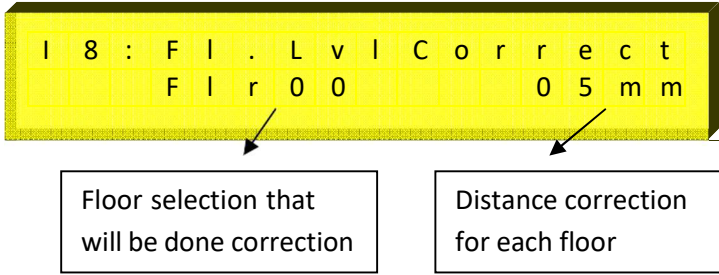 I8:Fl.LvlCorrect
Flr00 05mm
Floor selection that
will be done correction
Distance correction
for each floor